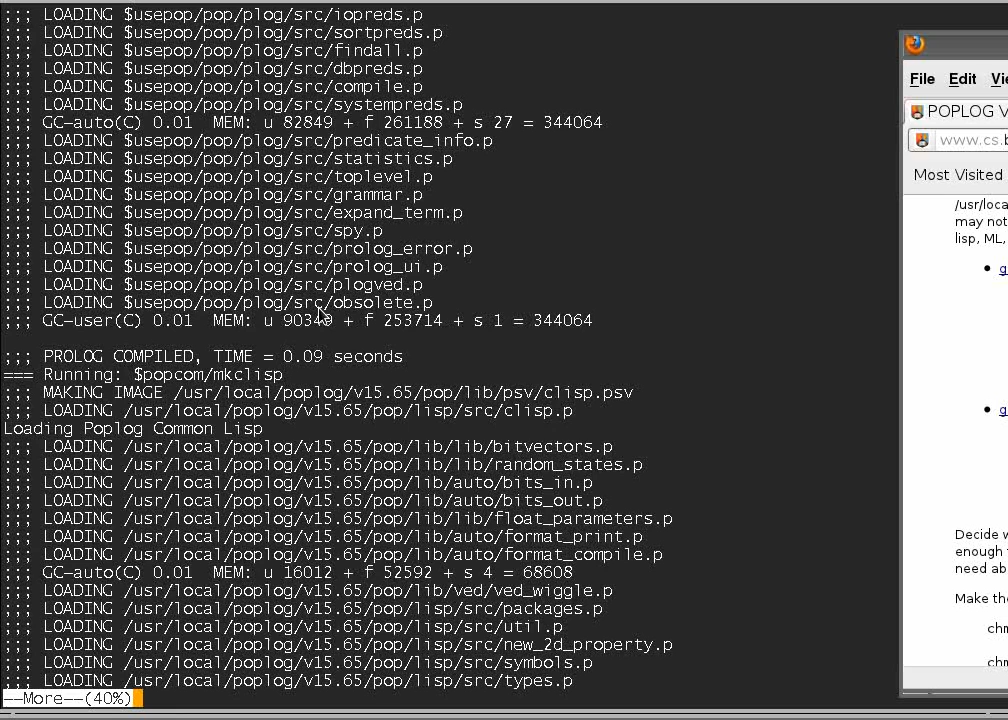 ;;; LOADING $usepop/pop/plog/src/iopreds.p
;;; LOADING $usepop/pop/plog/src/sortpreds.p
;;; LOADING $usepop/pop/plog/src/findall.p
;;; LOADING $usepop/pop/plog/src/dbpreds.p
;;; LOADING $usepop/pop/plog/src/compile.p
;;; LOADING $usepop/pop/plog/src/systempreds.p
;;; GC-auto(C) 0.01  MEM: u 82849 + f 261188 + s 27 = 344064
;;; LOADING $usepop/pop/plog/src/predicate_info.p
;;; LOADING $usepop/pop/plog/src/statistics.p
;;; LOADING $usepop/pop/plog/src/toplevel.p
;;; LOADING $usepop/pop/plog/src/grammar.p
;;; LOADING $usepop/pop/plog/src/expand_term.p
;;; LOADING $usepop/pop/plog/src/spy.p
;;; LOADING $usepop/pop/plog/src/prolog_error.p
;;; LOADING $usepop/pop/plog/src/prolog_ui.p
;;; LOADING $usepop/pop/plog/src/plogved.p
;;; LOADING $usepop/pop/plog/src/obsolete.p
;;; GC-user(C) 0.01  MEM: u 90349 + f 253714 + s 1 = 344064
;;; PROLOG COMPILED, TIME = 0.09 seconds
=== Running: $popcom/mkclisp
;;; MAKING IMAGE /usr/local/poplog/v15.65/pop/lib/psv/clisp.psv
;;; LOADING /usr/local/poplog/v15.65/pop/lisp/src/clisp.p
Loading Poplog Common Lisp
;;; LOADING /usr/local/poplog/v15.65/pop/lib/lib/bitvectors.p
;;; LOADING /usr/local/poplog/v15.65/pop/lib/lib/random_states.p
;;; LOADING /usr/local/poplog/v15.65/pop/lib/auto/bits_in.p
;;; LOADING /usr/local/poplog/v15.65/pop/lib/auto/bits_out.p
;;; LOADING /usr/local/poplog/v15.65/pop/lib/lib/float_parameters.p
;;; LOADING /usr/local/poplog/v15.65/pop/lib/auto/format_print.p
;;; LOADING /usr/local/poplog/v15.65/pop/lib/auto/format_compile.p
;;; GC-auto(C) 0.01  MEM: u 16012 + f 52592 + s 4 = 68608
;;; LOADING /usr/local/poplog/v15.65/pop/lib/ved/ved_wiggle.p
;;; LOADING /usr/local/poplog/v15.65/pop/lisp/src/packages.p
;;; LOADING /usr/local/poplog/v15.65/pop/lisp/src/util.p
;;; LOADING /usr/local/poplog/v15.65/pop/lisp/src/new_2d_property.p
;;; LOADING /usr/local/poplog/v15.65/pop/lisp/src/symbols.p
;;; LOADING /usr/local/poplog/v15.65/pop/lisp/src/types.p
--More--(40%)
File Edit Vi
POPLOG V
www.cs.b
Most Visited
/usr/loca
may not
lisp, ML,
g
g
Decide w
enough
need ab
Make the
chm
chm